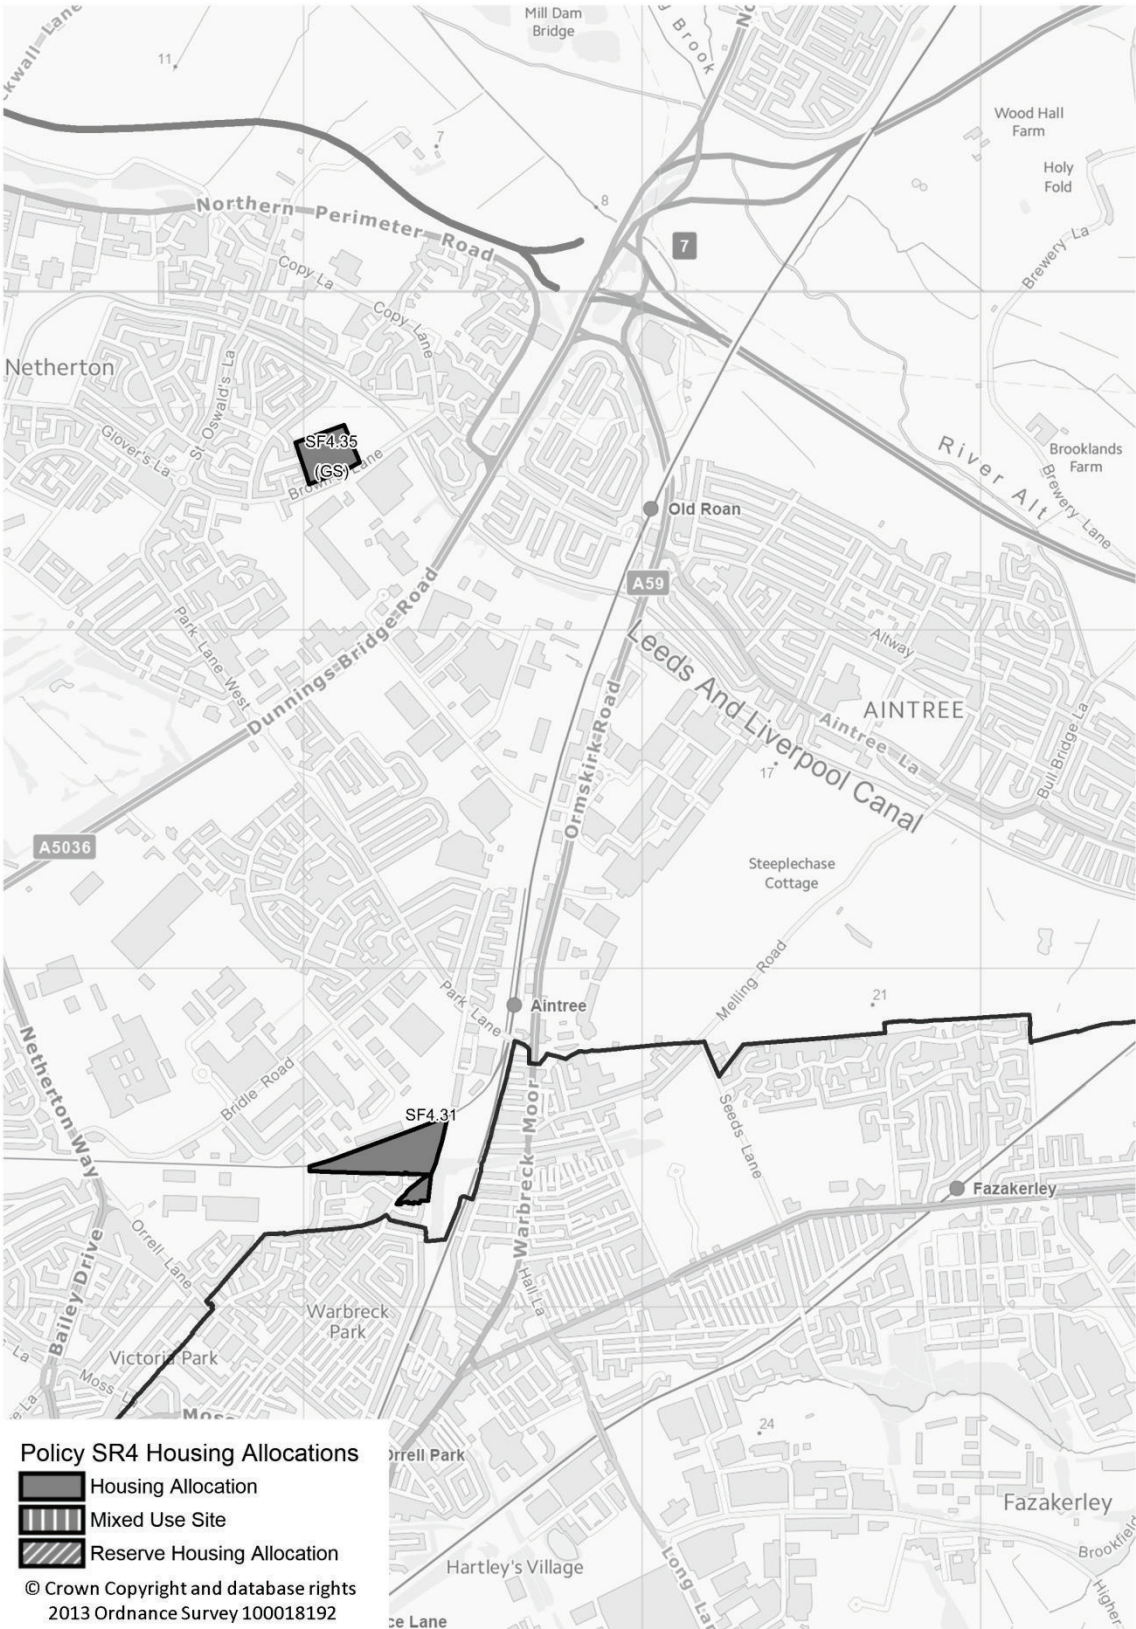 Mill Dam
Bridge
Brook
11
7
8
7
Wood Hall
Farm
Holy
Fold
Brewery La
Northern Perimeter Road
Copy La
Copy Lane
Netherton
St. Oswald's La
Glover's La
SF4.35
(GS)
Lane
River Alt
Brooklands
Farm
Brewery Lane
Old Roan
A59
Park Lane West
Dunnings Bridge Road
Leeds And Liverpool Canal
Altway
AINTREE
Aintree La
Bull Bridge La
Ormskirk Road
17
A5036
Steeplechase
Cottage
Melling Road
21
Park Lane
Aintree
Netherton Way
Bridle Road
SF4.31
Warbreck Moor
Seeds Lane
Fazakerley
Orrell Lane
Bailey Drive
Hall La
Warbreck
Park
Victoria Park
La
Moss
Moss
rrell Park
24
Fazakerley
Brookfield
Hartley's Village
Long Lan
Higher
ce Lane
Policy SR4 Housing Allocations
Housing Allocation
Mixed Use Site
Reserve Housing Allocation
© Crown Copyright and database rights
2013 Ordnance Survey 100018192